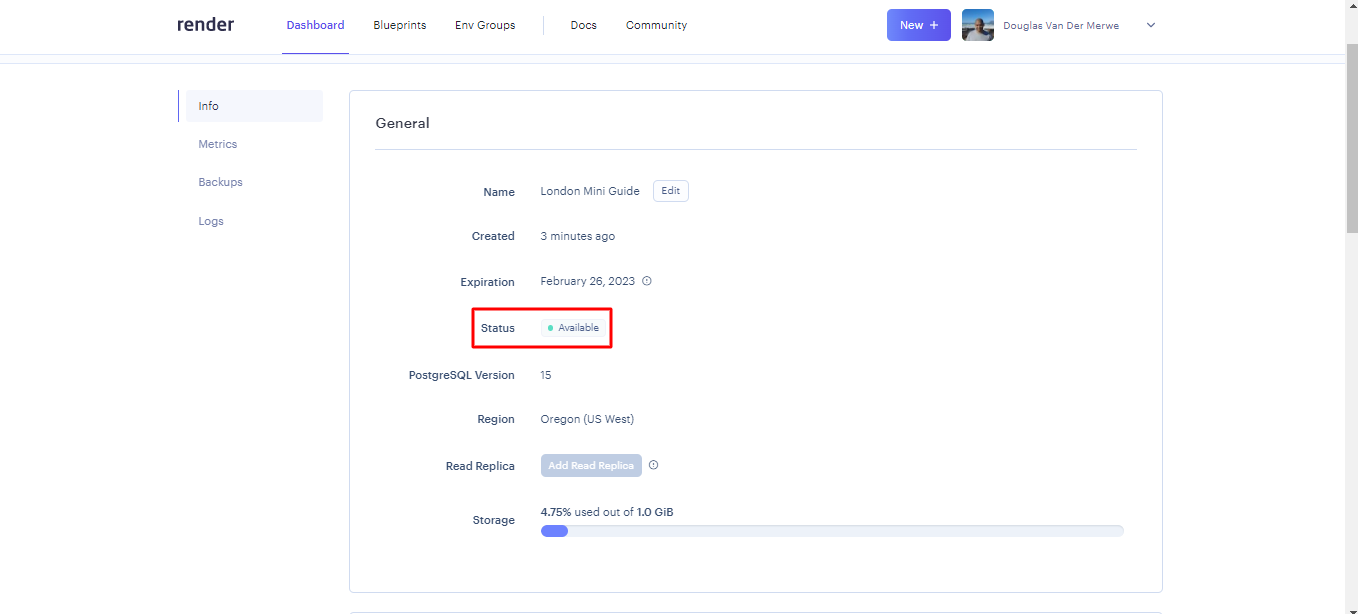 render Dashboard Blueprints Env Groups Docs Community New + Douglas Van Der Merwe
Info
Metrics
Backups
Logs
General
Name London Mini Guide Edit
Created 3 minutes ago
Expiration February 26, 2023
Status Available
PostgreSQL Version 15
Region Oregon (US West)
Read Replica Add Read Replica
Storage 4.75% used out of 1.0 GiB